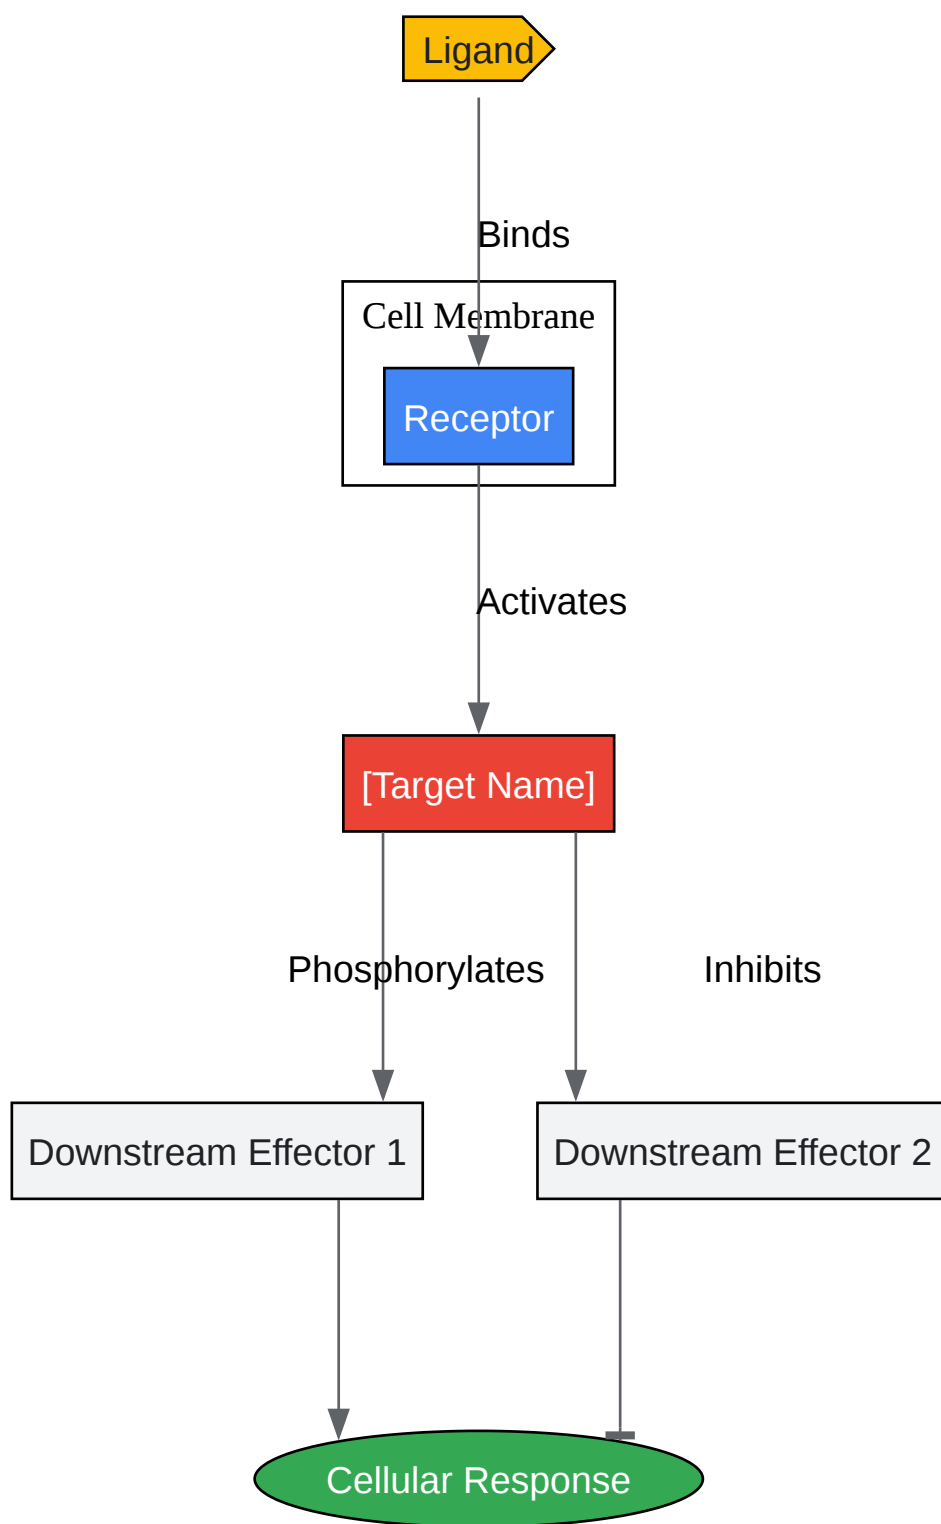 Ligand
Binds
Cell Membrane
Receptor
Activates
[Target Name]
Phosphorylates
Inhibits
Downstream Effector 1
Downstream Effector 2
Cellular Response